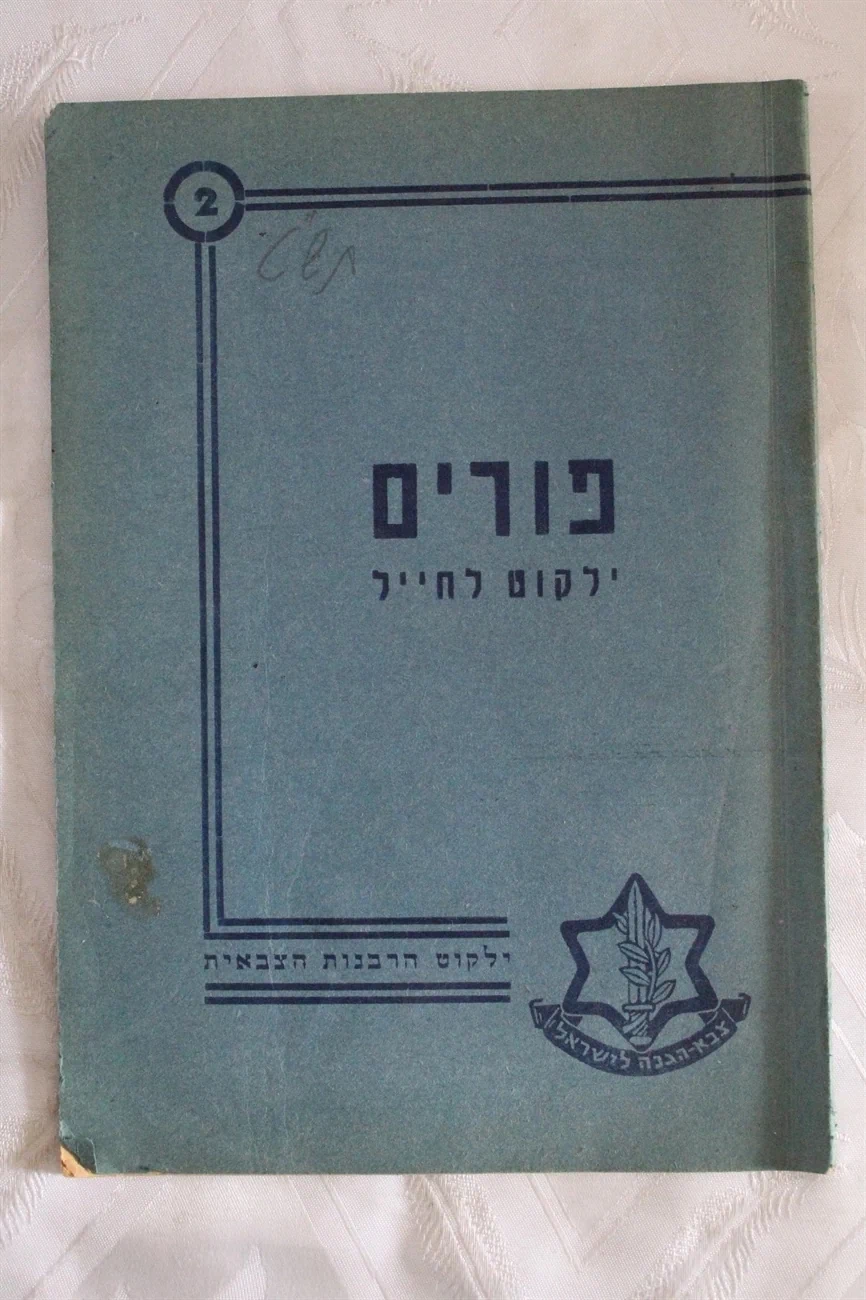 2
פורים
ילקוט לחייל
ילקוט הרבנות הצבאית
צבא-הגנה לישראל